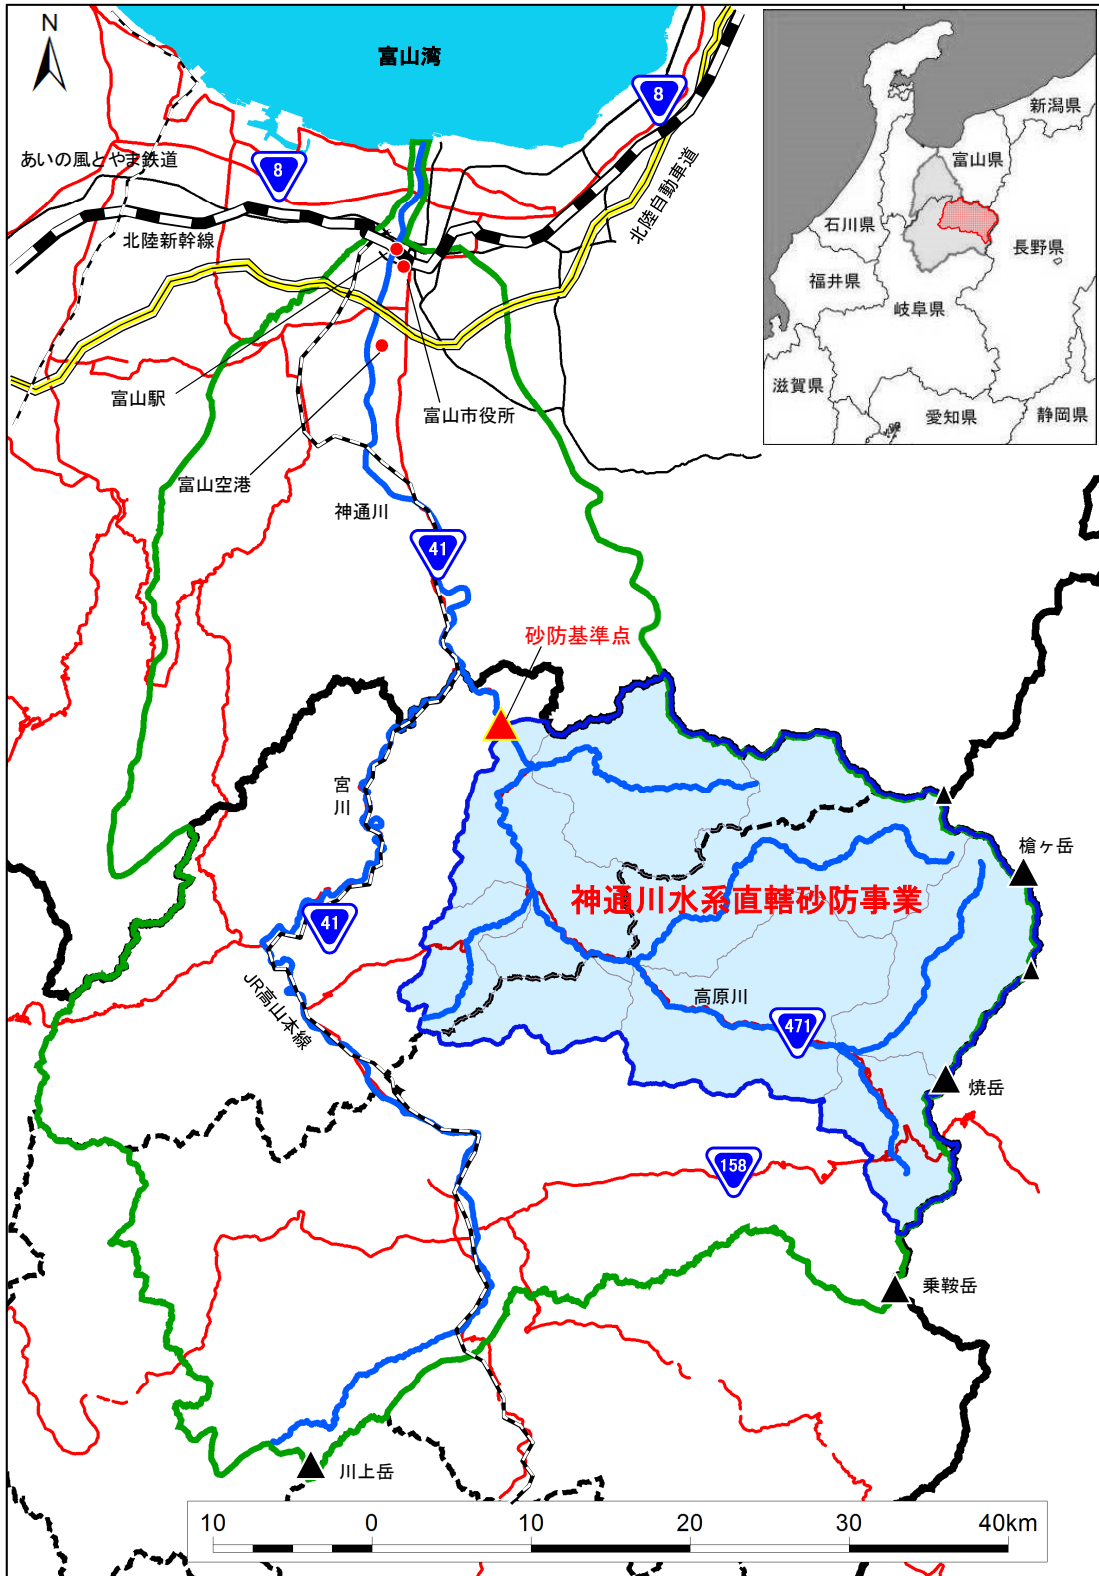 N
富山湾
8
新潟県
あいの風とやま鉄道
8
富山県
北陸新幹線
北陸自動車道
石川県
長野県
福井県
岐阜県
滋賀県
愛知県
静岡県
富山駅
富山市役所
富山空港
神通川
41
砂防基準点
宮川
槍ヶ岳
神通川水系直轄砂防事業
41
JR高山本線
高原川
471
焼岳
158
乗鞍岳
川上岳
10 0 10 20 30 40km